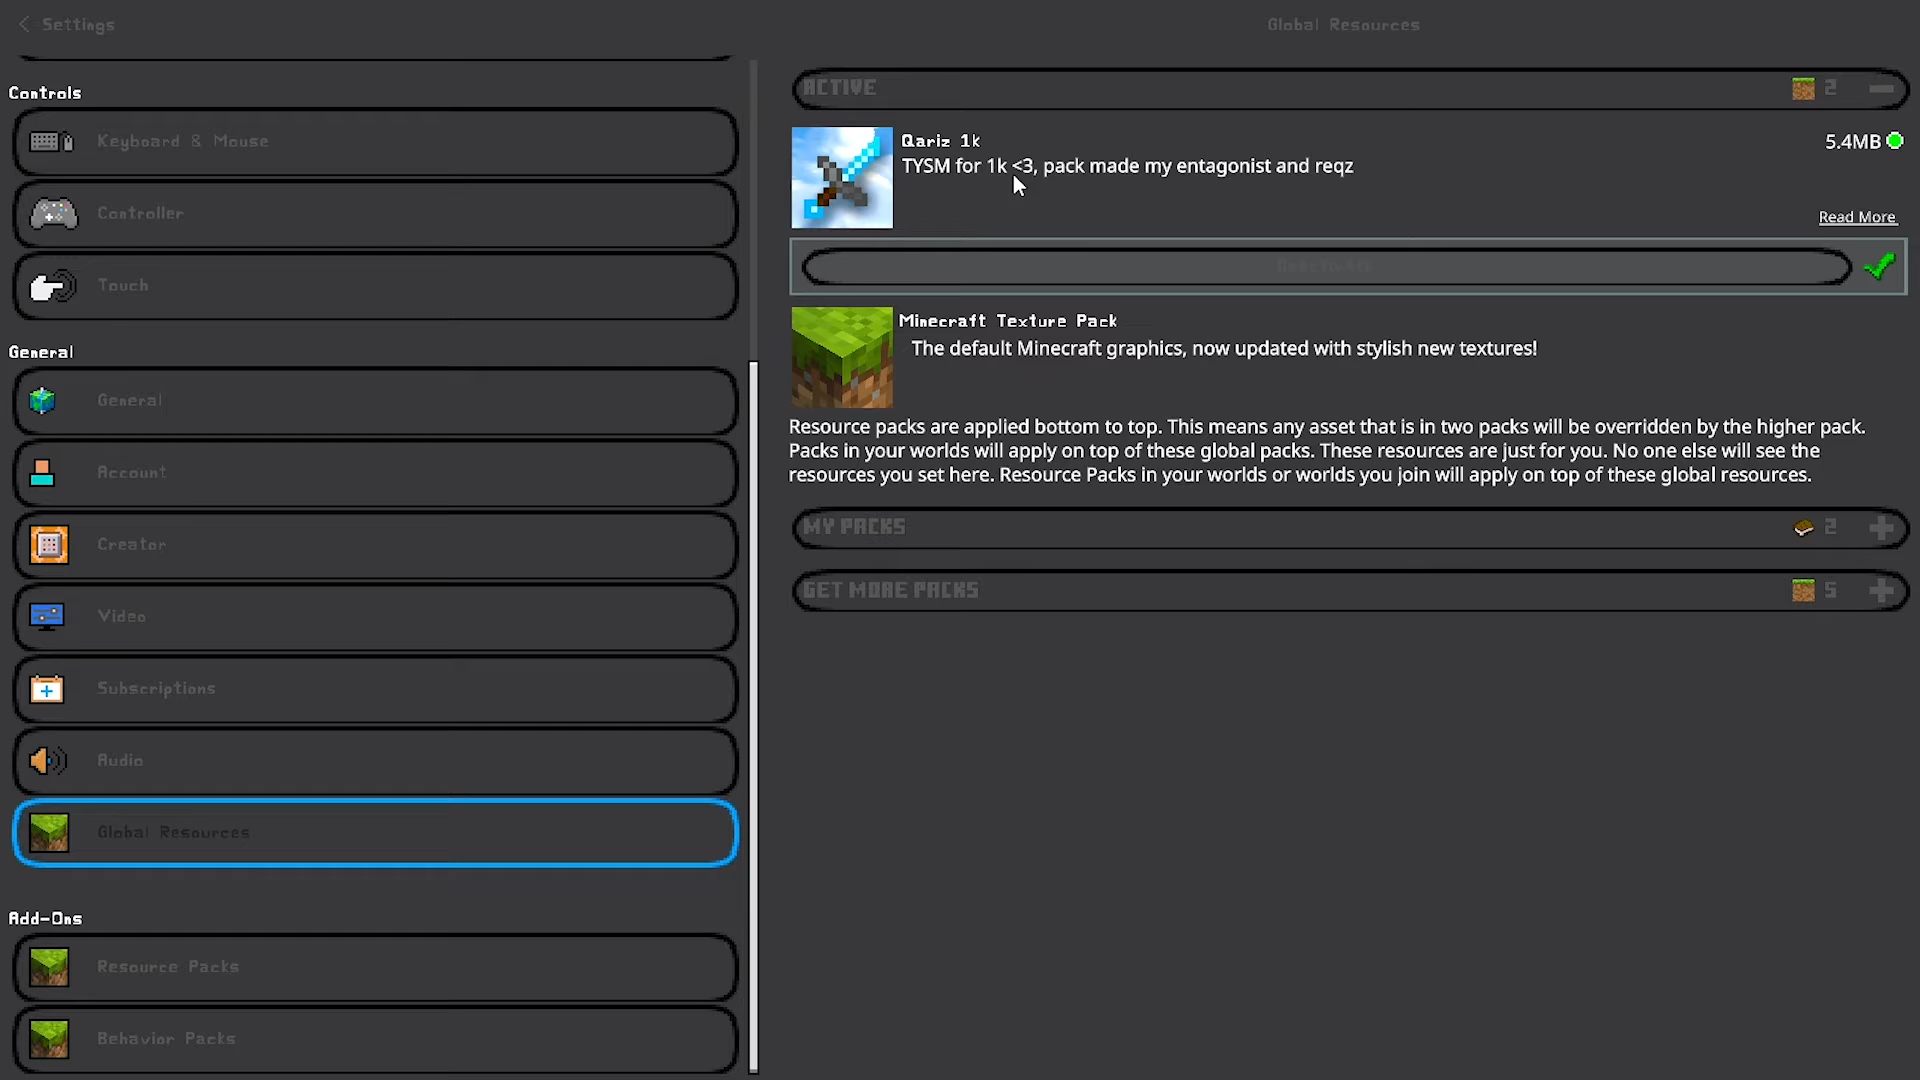 Settings
Global Resources
Controls
Keyboard & Mouse
Controller
Touch
General
General
Account
Creator
Video
Subscriptions
Audio
Global Resources
Add-Ons
Resource Packs
Behavior Packs
ACTIVE
2
Qariz 1k
5.4MB
TYSM for 1k <3, pack made my entagonist and reqz
Read More
Deactivate
Minecraft Texture Pack
The default Minecraft graphics, now updated with stylish new textures!
Resource packs are applied bottom to top. This means any asset that is in two packs will be overridden by the higher pack.
Packs in your worlds will apply on top of these global packs. These resources are just for you. No one else will see the
resources you set here. Resource Packs in your worlds or worlds you join will apply on top of these global resources.
MY PACKS
2
GET MORE PACKS
5